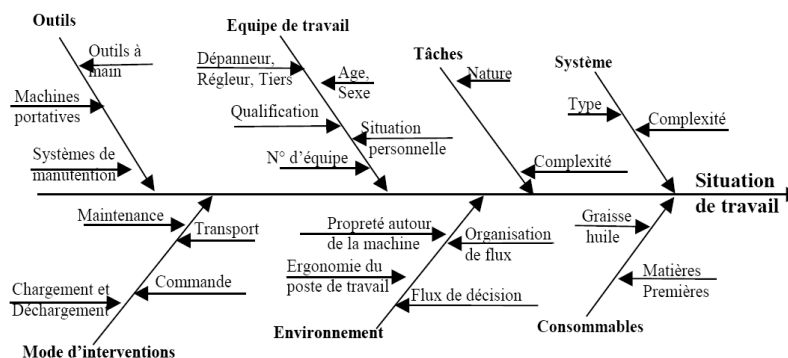 Outils
Equipe de travail
Tâches
Système
Outils à
main
Machines
portatives
Systèmes de
manutention
Dépanneur,
Régleur, Tiers
Age,
Sexe
Qualification
Situation
personnelle
N° d'équipe
Nature
Complexité
Type
Complexité
Situation
de travail
Maintenance
Transport
Chargement et
Déchargement
Commande
Mode d'interventions
Propreté autour
de la machine
Organisation
de flux
Ergonomie du
poste de travail
Flux de décision
Environnement
Graisse
huile
Matières
Premières
Consommables